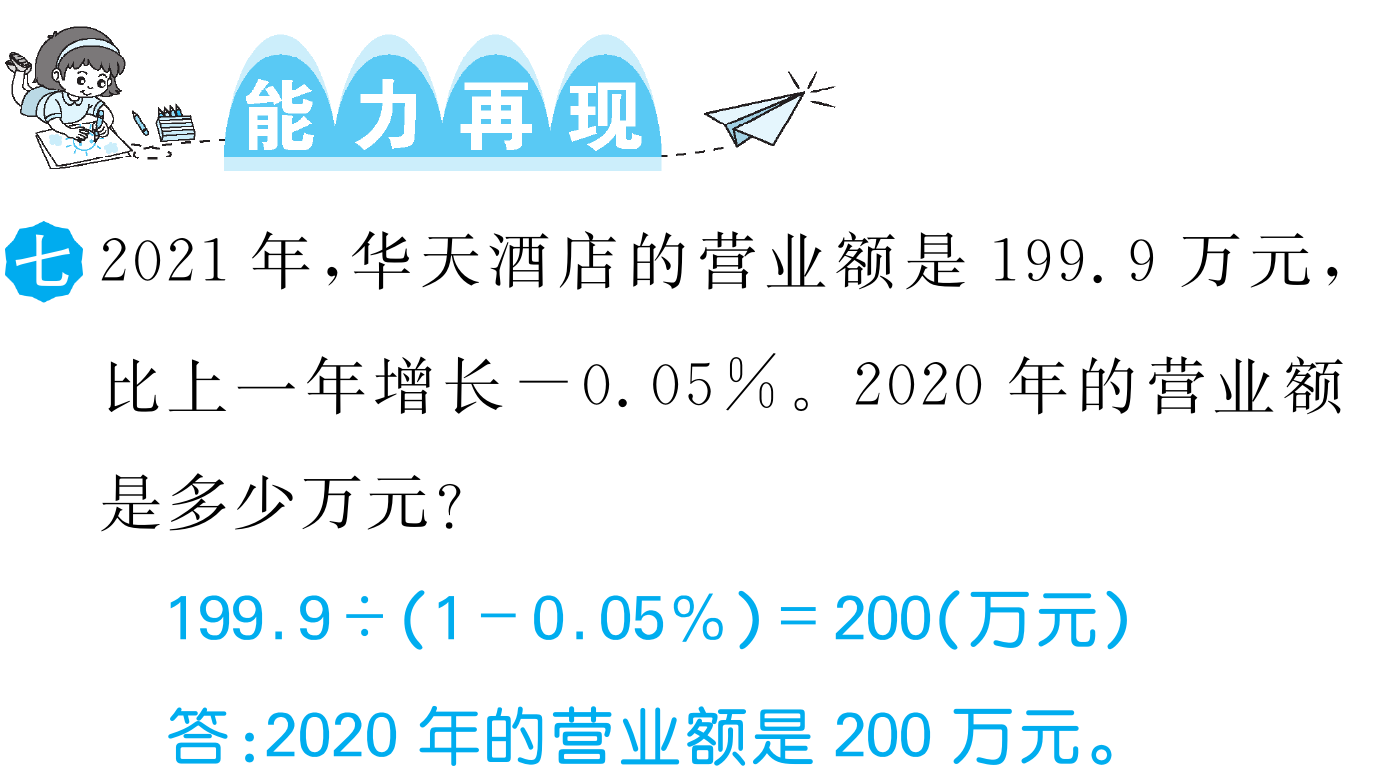 能力再现
七 2021年,华天酒店的营业额是199.9万元,
比上一年增长-0.05%。2020年的营业额
是多少万元?
199.9÷(1-0.05%)=200(万元)
答:2020年的营业额是200万元。